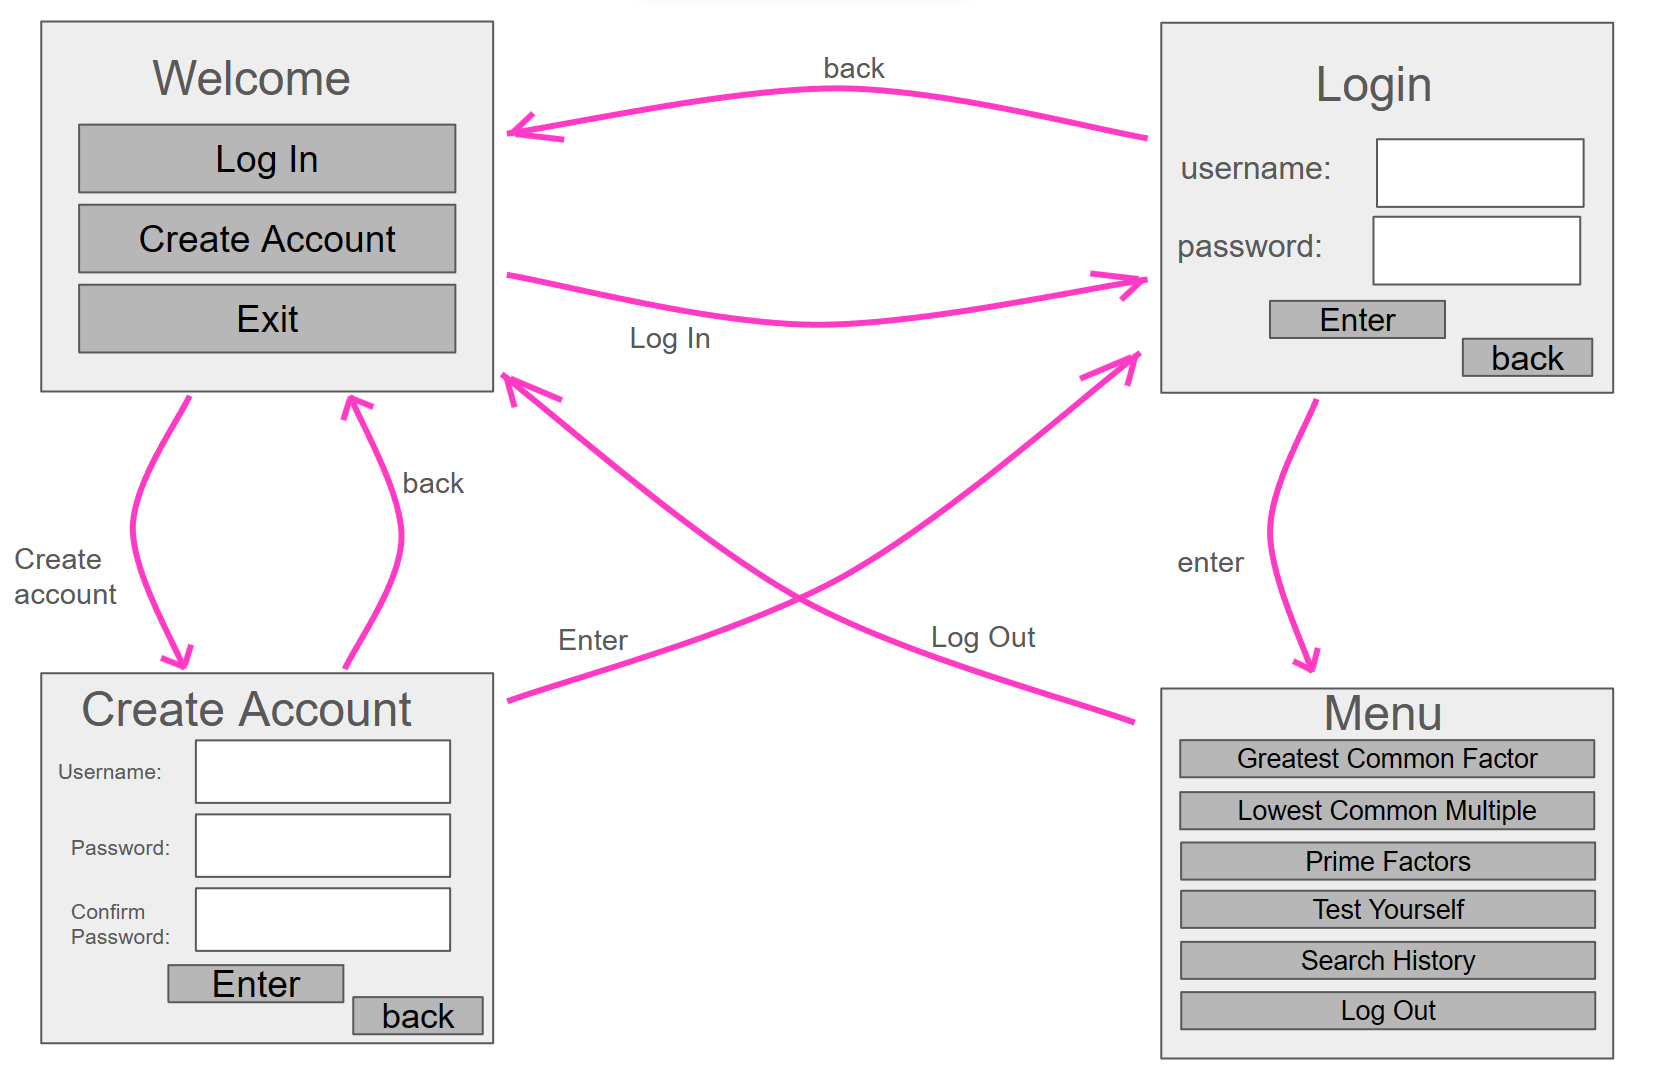 Welcome
Log In
Create Account
Exit
back
Log In
Login
username:
password:
Enter
back
Create
account
back
Enter
Log Out
enter
Create Account
Username:
Password:
Confirm
Password:
Enter
back
Menu
Greatest Common Factor
Lowest Common Multiple
Prime Factors
Test Yourself
Search History
Log Out